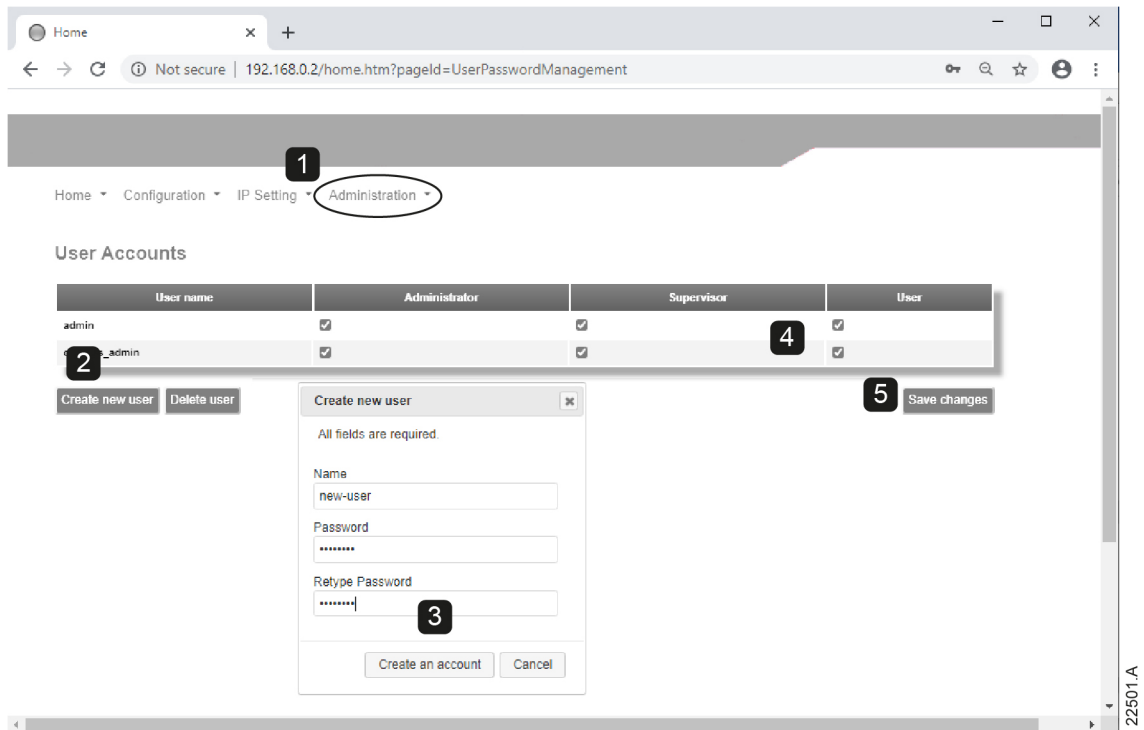 Home
Not secure | 192.168.0.2/home.htm?pageId=UserPasswordManagement
1
Home Configuration IP Setting Administration
User Accounts
User name Administrator Supervisor User
admin
4
_admin
2
Create new user Delete user
5 Save changes
Create new user
All fields are required.
Name
new-user
Password
••••••••
Retype Password
••••••••
3
Create an account Cancel
22501.A